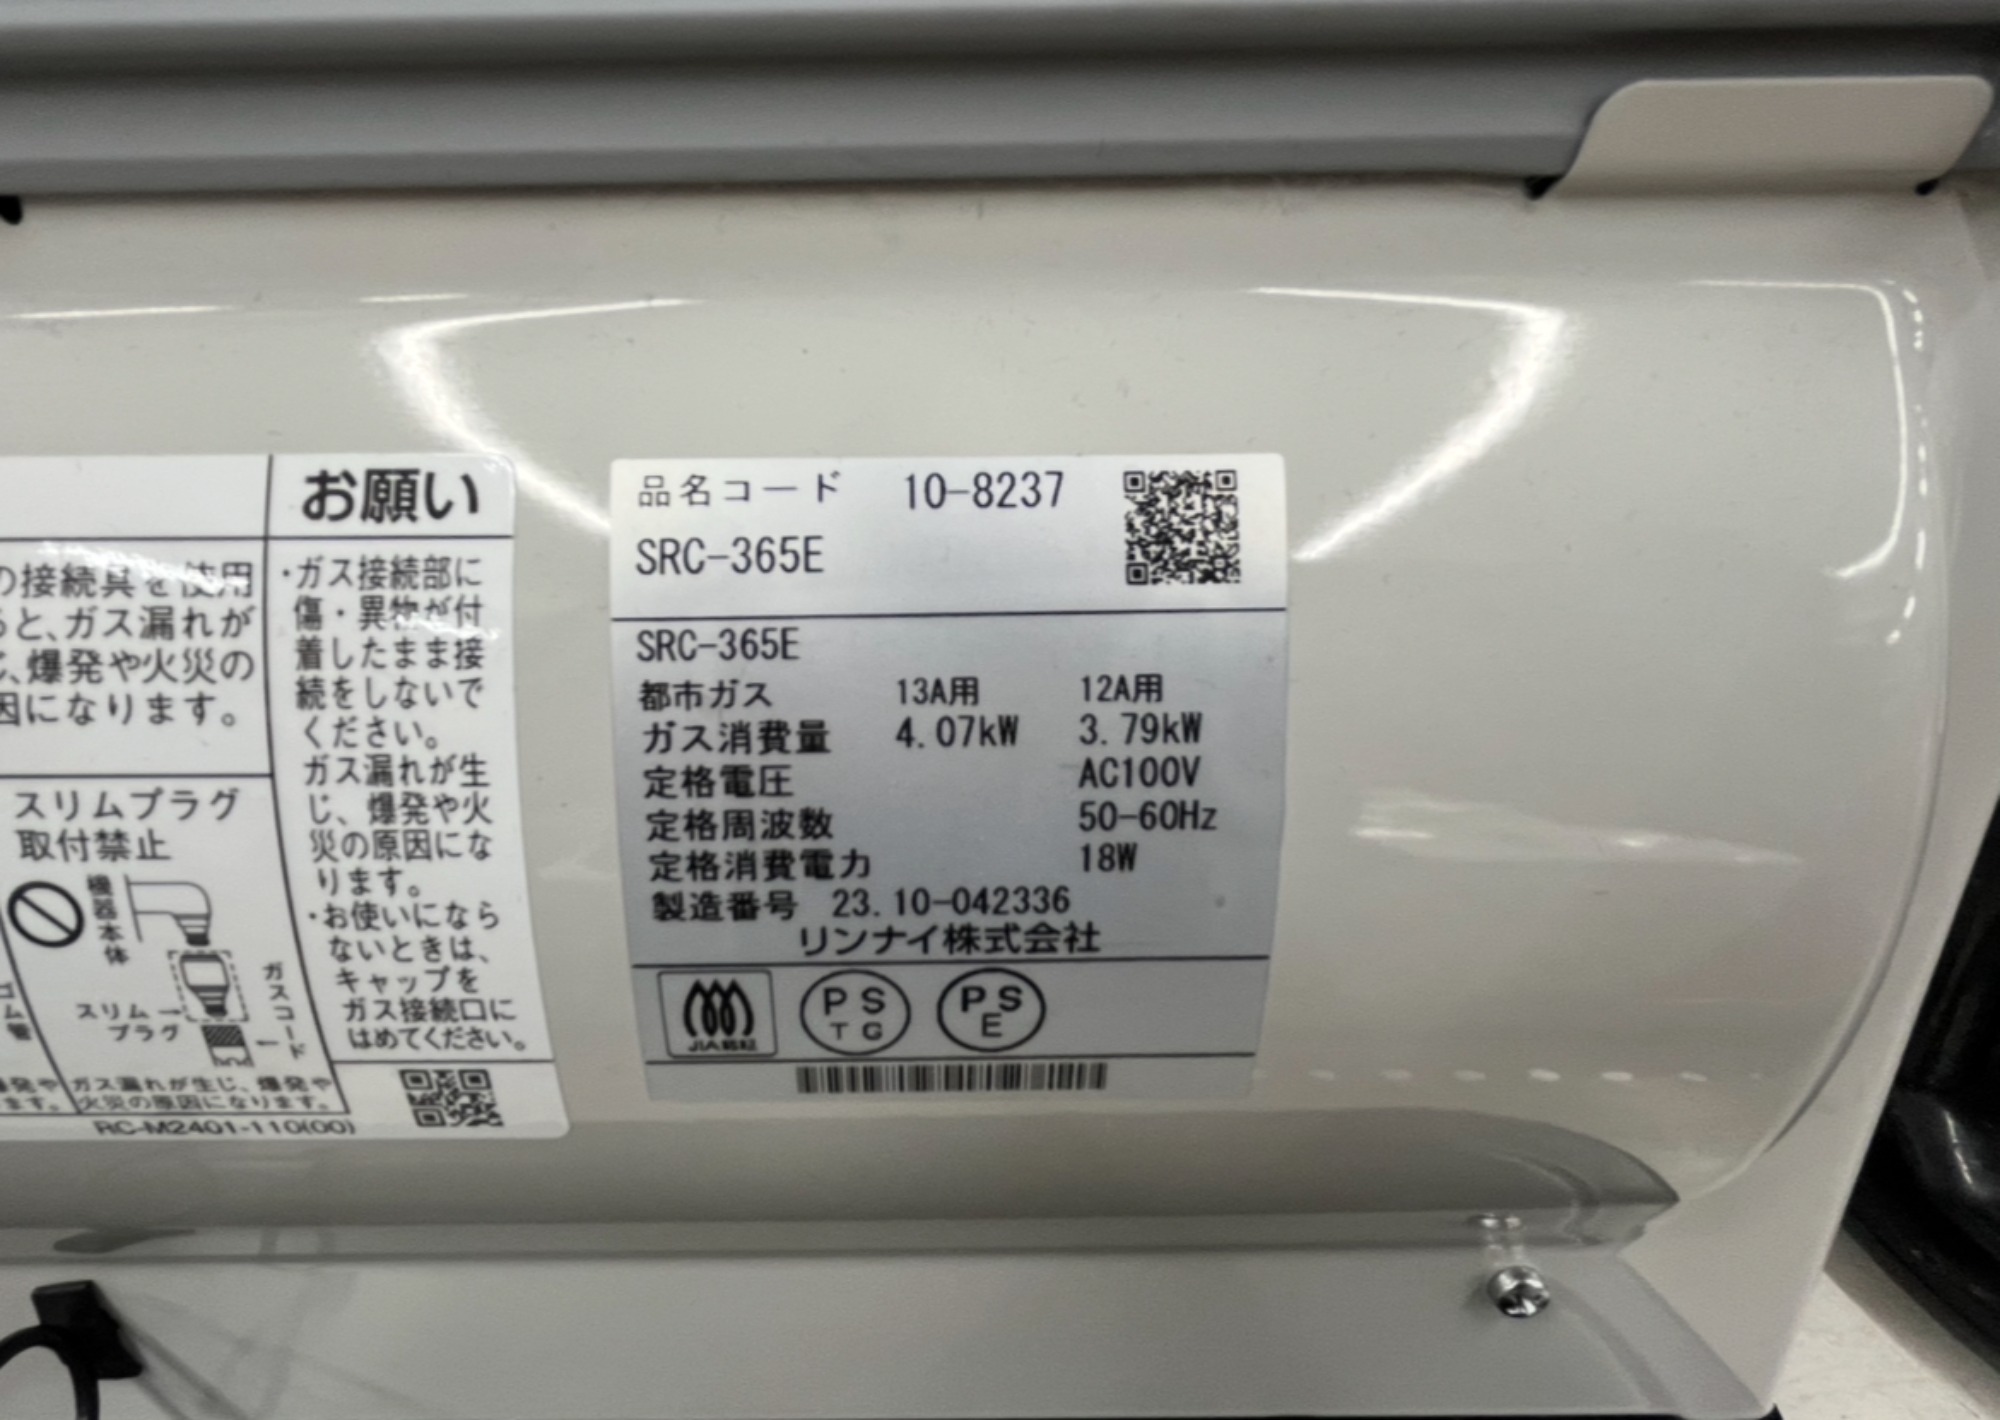 の接続具を使用
ると、ガス漏れが
じ、爆発や火災の
因になります。
スリムプラグ
取付禁止
機器本体
スリム
プラグ
ガスコード
ゴム管
ガス漏れが生じ、爆発や
火災の原因になります。
お願い
・ガス接続部に
傷・異物が付
着したまま接
続をしないで
ください。
ガス漏れが生
じ、爆発や火
災の原因にな
ります。
・お使いになら
ないときは、
キャップを
ガス接続口に
はめてください。
RC-M2401-110(00)
品名コード 10-8237
SRC-365E
SRC-365E
都市ガス 13A用 12A用
ガス消費量 4.07kW 3.79kW
定格電圧 AC100V
定格周波数 50-60Hz
定格消費電力 18W
製造番号 23.10-042336
リンナイ株式会社
JIA認証
PS
TG
PS
E